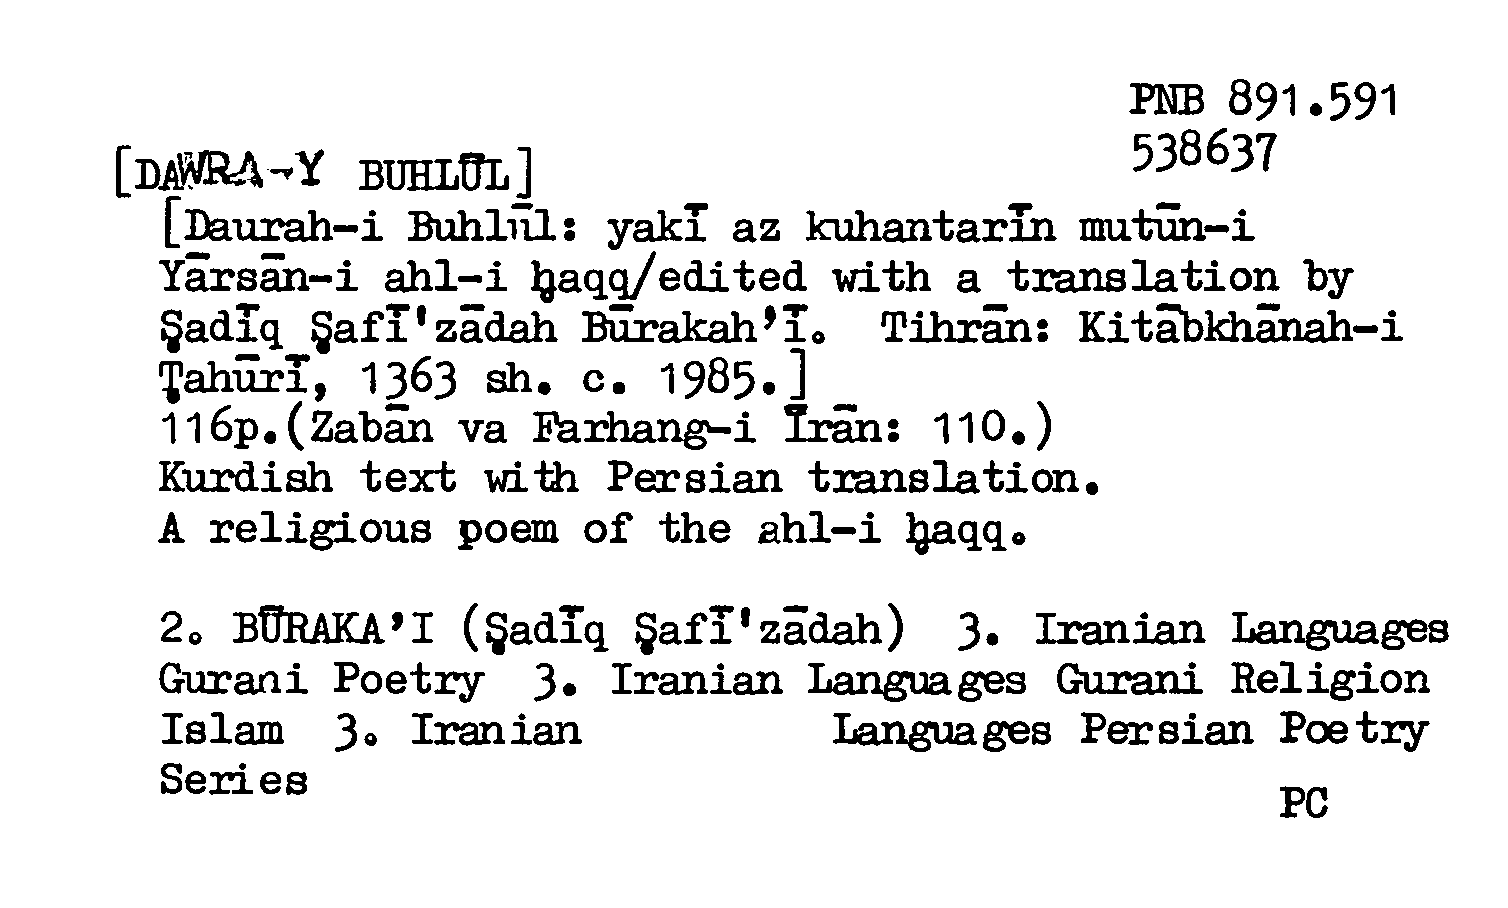 PNB 891.591
538637
[DAWRA-Y BUHLŪL]
[Daurah-i Buhlūl: yakī az kuhantarīn mutūn-i
Yārsān-i ahl-i ḥaqq/edited with a translation by
Ṣadīq Ṣafī'zādah Būrakah’ī. Tihrān: Kitābkhānah-i
Ṭahūrī, 1363 sh. c. 1985.]
116p.(Zabān va Farhang-i Īrān: 110.)
Kurdish text with Persian translation.
A religious poem of the ahl-i ḥaqq.
2. BŪRAKA’I (Ṣadīq Ṣafī'zādah) 3. Iranian Languages
Gurani Poetry 3. Iranian Languages Gurani Religion
Islam 3. Iranian Languages Persian Poetry
Series
PC